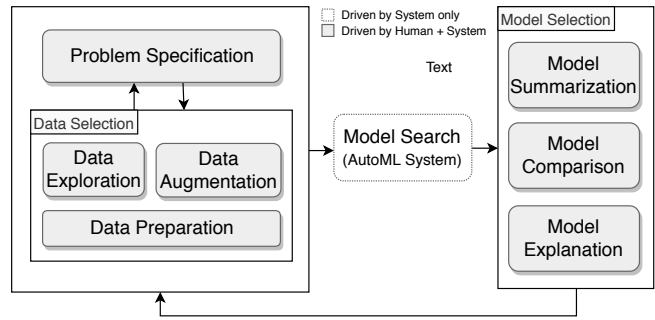 Problem Specification
Data Selection
Data
Exploration
Data
Augmentation
Data Preparation
Driven by System only
Driven by Human + System
Text
Model Search
(AutoML System)
Model Selection
Model
Summarization
Model
Comparison
Model
Explanation